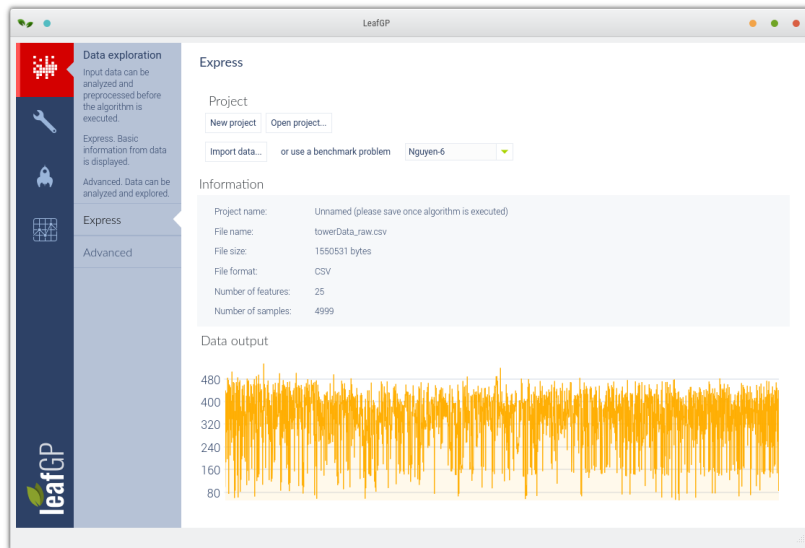 LeafGP
Data exploration
Input data can be
analyzed and
preprocessed before
the algorithm is
executed.
Express. Basic
information from data
is displayed.
Advanced. Data can be
analyzed and explored.
Express
Advanced
leafGP
Express
Project
New project
Open project...
Import data...
or use a benchmark problem
Nguyen-6
Information
Project name: Unnamed (please save once algorithm is executed)
File name: towerData_raw.csv
File size: 1550531 bytes
File format: CSV
Number of features: 25
Number of samples: 4999
Data output
480
400
320
240
160
80